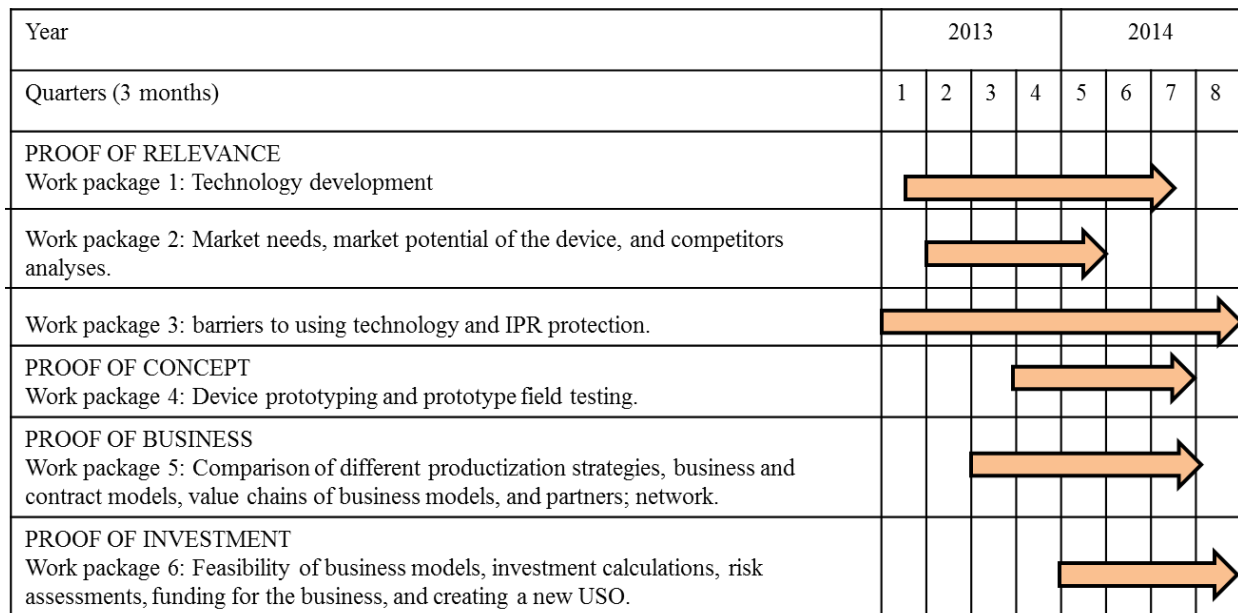 Year 2013 2014
Quarters (3 months) 1 2 3 4 5 6 7 8
PROOF OF RELEVANCE
Work package 1: Technology development
Work package 2: Market needs, market potential of the device, and competitors
analyses.
Work package 3: barriers to using technology and IPR protection.
PROOF OF CONCEPT
Work package 4: Device prototyping and prototype field testing.
PROOF OF BUSINESS
Work package 5: Comparison of different productization strategies, business and
contract models, value chains of business models, and partners; network.
PROOF OF INVESTMENT
Work package 6: Feasibility of business models, investment calculations, risk
assessments, funding for the business, and creating a new USO.